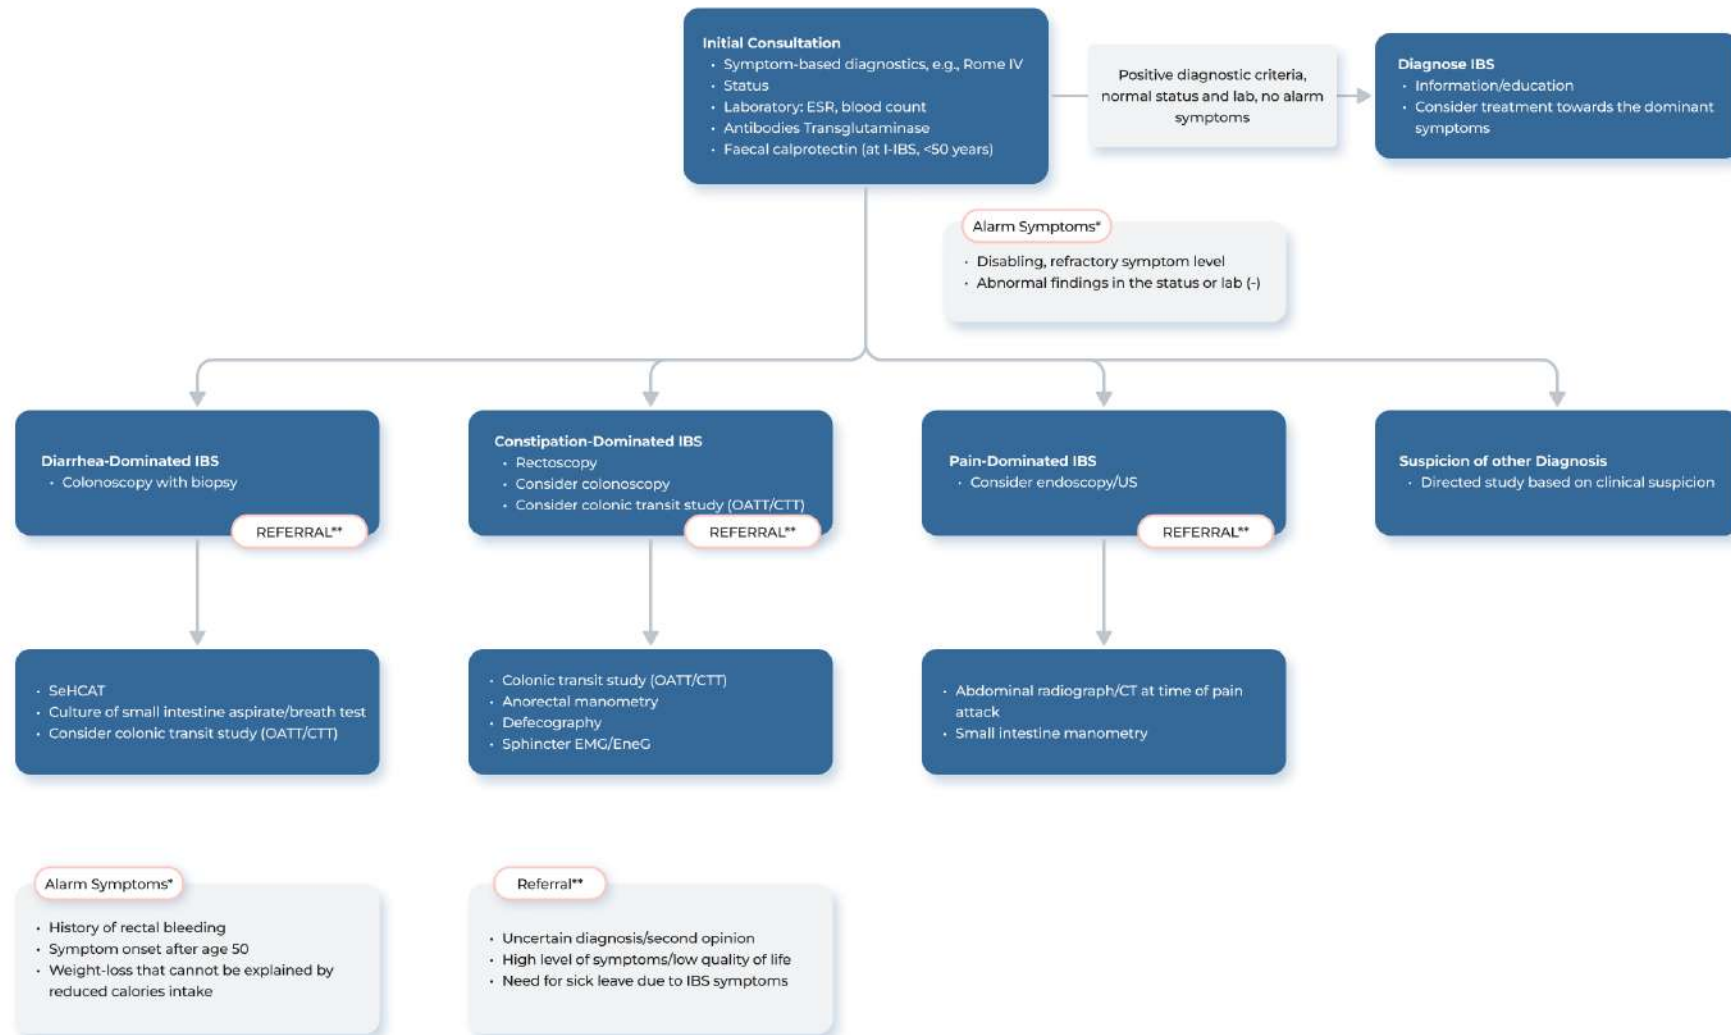 Initial Consultation
• Symptom-based diagnostics, e.g., Rome IV
• Status
• Laboratory: ESR, blood count
• Antibodies Transglutaminase
• Faecal calprotectin (at I-IBS, <50 years)
Positive diagnostic criteria,
normal status and lab, no alarm
symptoms
Diagnose IBS
• Information/education
• Consider treatment towards the dominant
symptoms
Alarm Symptoms*
• Disabling, refractory symptom level
• Abnormal findings in the status or lab (-)
Diarrhea-Dominated IBS
• Colonoscopy with biopsy
REFERRAL**
Constipation-Dominated IBS
• Rectoscopy
• Consider colonoscopy
• Consider colonic transit study (OATT/CTT)
REFERRAL**
Pain-Dominated IBS
• Consider endoscopy/US
REFERRAL**
Suspicion of other Diagnosis
• Directed study based on clinical suspicion
• SeHCAT
• Culture of small intestine aspirate/breath test
• Consider colonic transit study (OATT/CTT)
• Colonic transit study (OATT/CTT)
• Anorectal manometry
• Defecography
• Sphincter EMG/EneG
• Abdominal radiograph/CT at time of pain
attack
• Small intestine manometry
Alarm Symptoms*
• History of rectal bleeding
• Symptom onset after age 50
• Weight-loss that cannot be explained by
reduced calories intake
Referral**
• Uncertain diagnosis/second opinion
• High level of symptoms/low quality of life
• Need for sick leave due to IBS symptoms